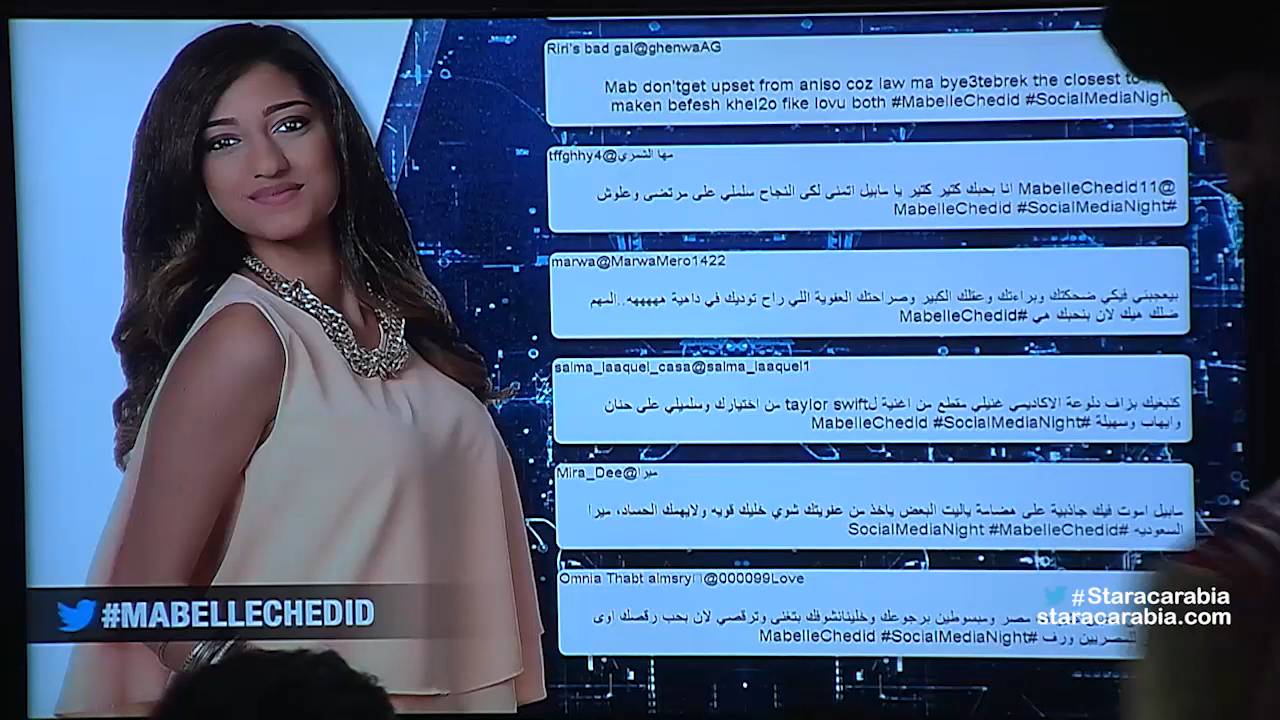 Riri's bad gal@ghenwaAG
Mab don'tget upset from aniso coz law ma bye3tebrek the closest to
maken befesh khel2o fike lovu both #MabelleChedid #SocialMediaNigh
tffghhy4@مها الشمري
@MabelleChedid11 انا بحبك كتير كتير يا مابيل اتمنى لكي النجاح سلملي على مرتضى وعلوش
#MabelleChedid #SocialMediaNight
marwa@MarwaMero1422
بيعجبني فيكي ضحكتك وبراءتك وعقلك الكبير وصراحتك العفوية اللي راح توديك في داهية هههههه..المهم
ضلك هيك لان بنحبك هي #MabelleChedid
salma_laaquel_casa@salma_laaquel1
كنبغيك بزاف دلوعة الاكاديمي غنيلي مقطع من اغنية لtaylor swift من اختيارك وسلميلي على حنان
وايهاب وسهيلة #MabelleChedid #SocialMediaNight
Mira_Dee@ميرا
مابيل اموت فيك جاذبية على هضامة ياليت البعض ياخذ من عفويتك شوي خليك قويه ولايهمك الحساد، ميرا
السعوديه #SocialMediaNight #MabelleChedid
Omnia Thabt almsry@000099Love
مصر ومبسوطين برجوعك وخلينانشوفك بتغني وترقصي لان بحب رقصك اوى
للمصريين ورف #MabelleChedid #SocialMediaNight
#MABELLECHEDID
#Staracarabia
staracarabia.com